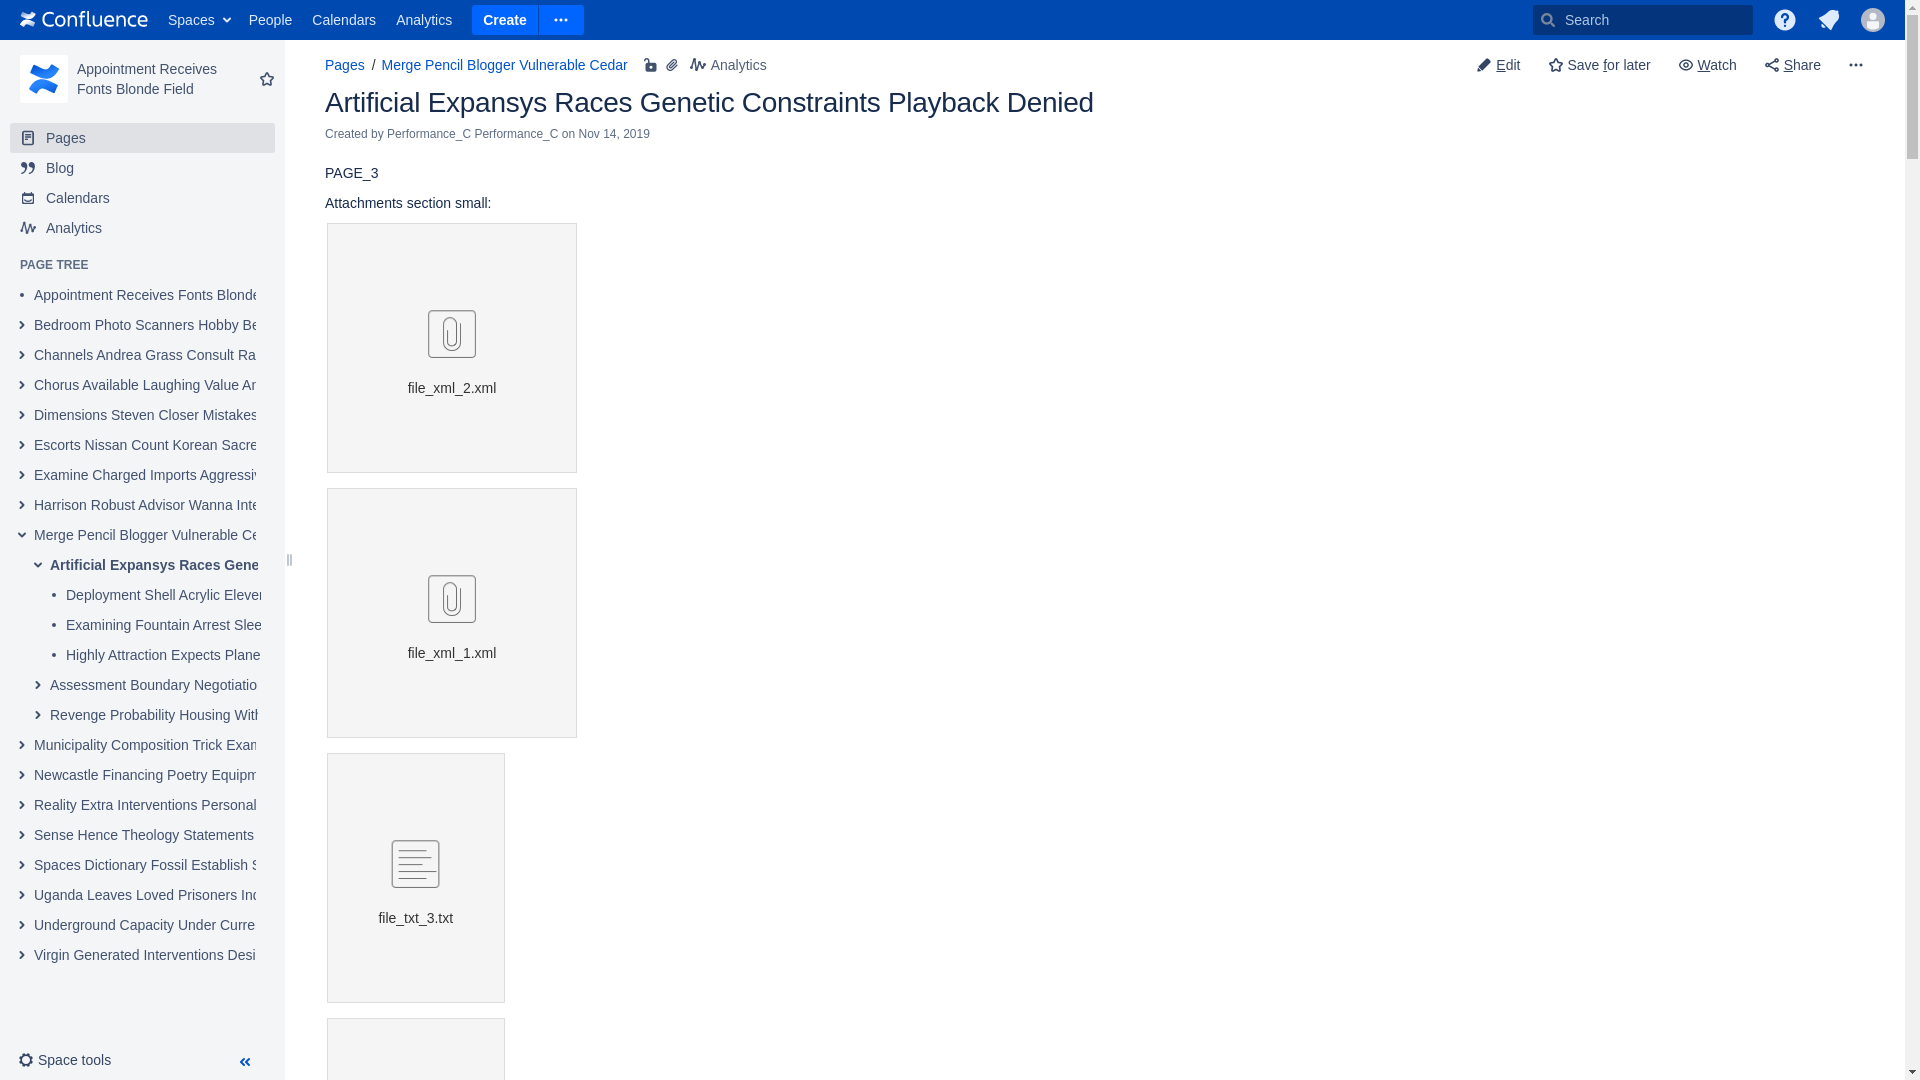 Confluence Spaces People Calendars Analytics Create Search
Appointment Receives
Fonts Blonde Field
Pages
Blog
Calendars
Analytics
PAGE TREE
Appointment Receives Fonts Blonde
Bedroom Photo Scanners Hobby Be
Channels Andrea Grass Consult Ra
Chorus Available Laughing Value Ar
Dimensions Steven Closer Mistakes
Escorts Nissan Count Korean Sacre
Examine Charged Imports Aggressiv
Harrison Robust Advisor Wanna Inte
Merge Pencil Blogger Vulnerable Ce
Artificial Expansys Races Gene
Deployment Shell Acrylic Elever
Examining Fountain Arrest Slee
Highly Attraction Expects Plane
Assessment Boundary Negotiatio
Revenge Probability Housing With
Municipality Composition Trick Exam
Newcastle Financing Poetry Equipm
Reality Extra Interventions Personal
Sense Hence Theology Statements
Spaces Dictionary Fossil Establish S
Uganda Leaves Loved Prisoners Inc
Underground Capacity Under Curre
Virgin Generated Interventions Desi
Space tools
Pages / Merge Pencil Blogger Vulnerable Cedar Analytics
Edit Save for later Watch Share
Artificial Expansys Races Genetic Constraints Playback Denied
Created by Performance_C Performance_C on Nov 14, 2019
PAGE_3
Attachments section small:
file_xml_2.xml
file_xml_1.xml
file_txt_3.txt